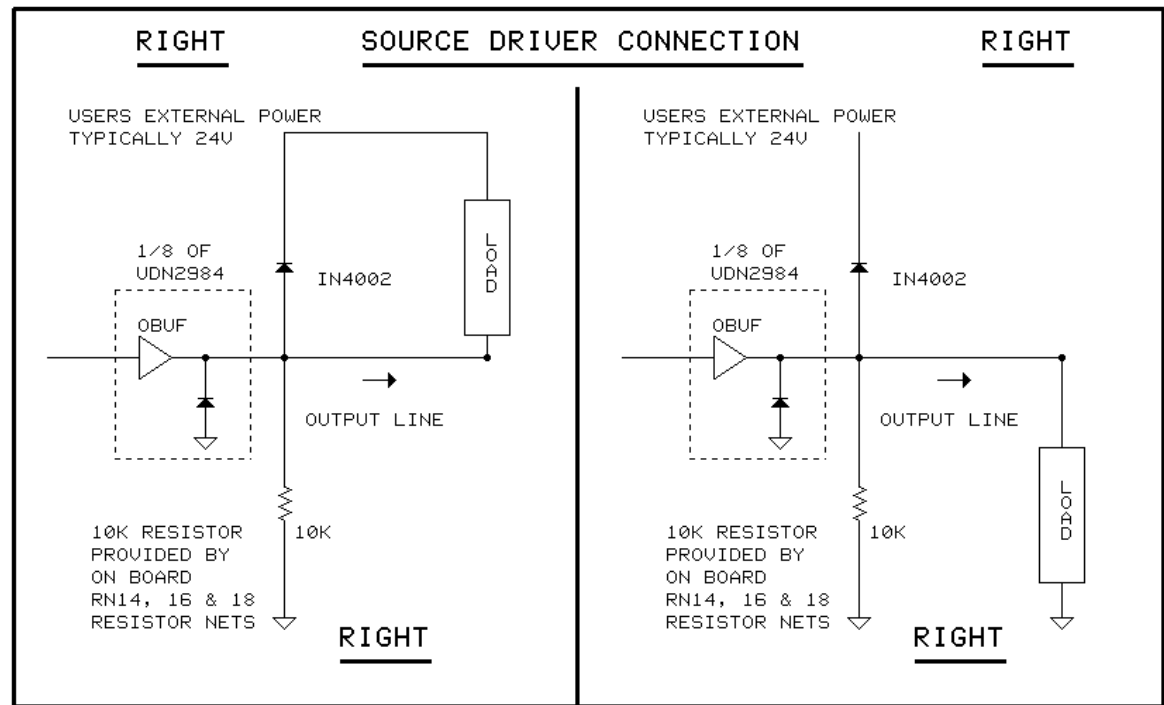 RIGHT
SOURCE DRIVER CONNECTION
RIGHT
USERS EXTERNAL POWER
TYPICALLY 24V
1/8 OF
UDN2984
IN4002
LOAD
OBUF
OUTPUT LINE
10K RESISTOR
PROVIDED BY
ON BOARD
RN14, 16 & 18
RESISTOR NETS
10K
RIGHT
USERS EXTERNAL POWER
TYPICALLY 24V
1/8 OF
UDN2984
IN4002
OBUF
OUTPUT LINE
LOAD
10K RESISTOR
PROVIDED BY
ON BOARD
RN14, 16 & 18
RESISTOR NETS
10K
RIGHT